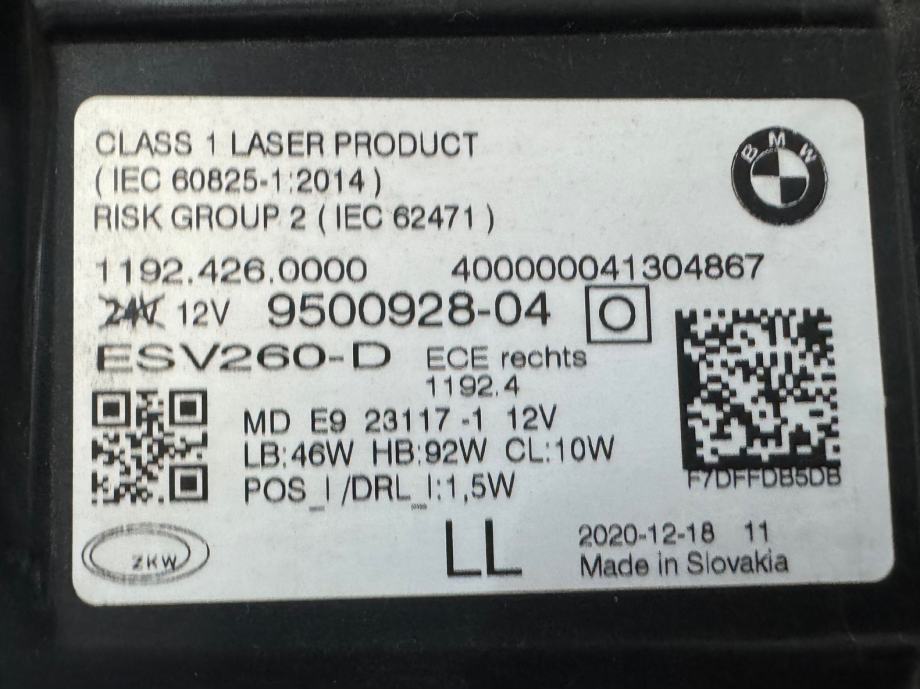 CLASS 1 LASER PRODUCT
( IEC 60825-1:2014 )
RISK GROUP 2 ( IEC 62471 )
BMW
1192.426.0000 400000041304867
24V 12V 9500928-04
ESV260-D ECE rechts
1192.4
MD E9 23117 -1 12V
LB:46W HB:92W CL:10W
POS_I /DRL_I:1,5W
F7DFFDB5DB
ZKW
LL
2020-12-18 11
Made in Slovakia